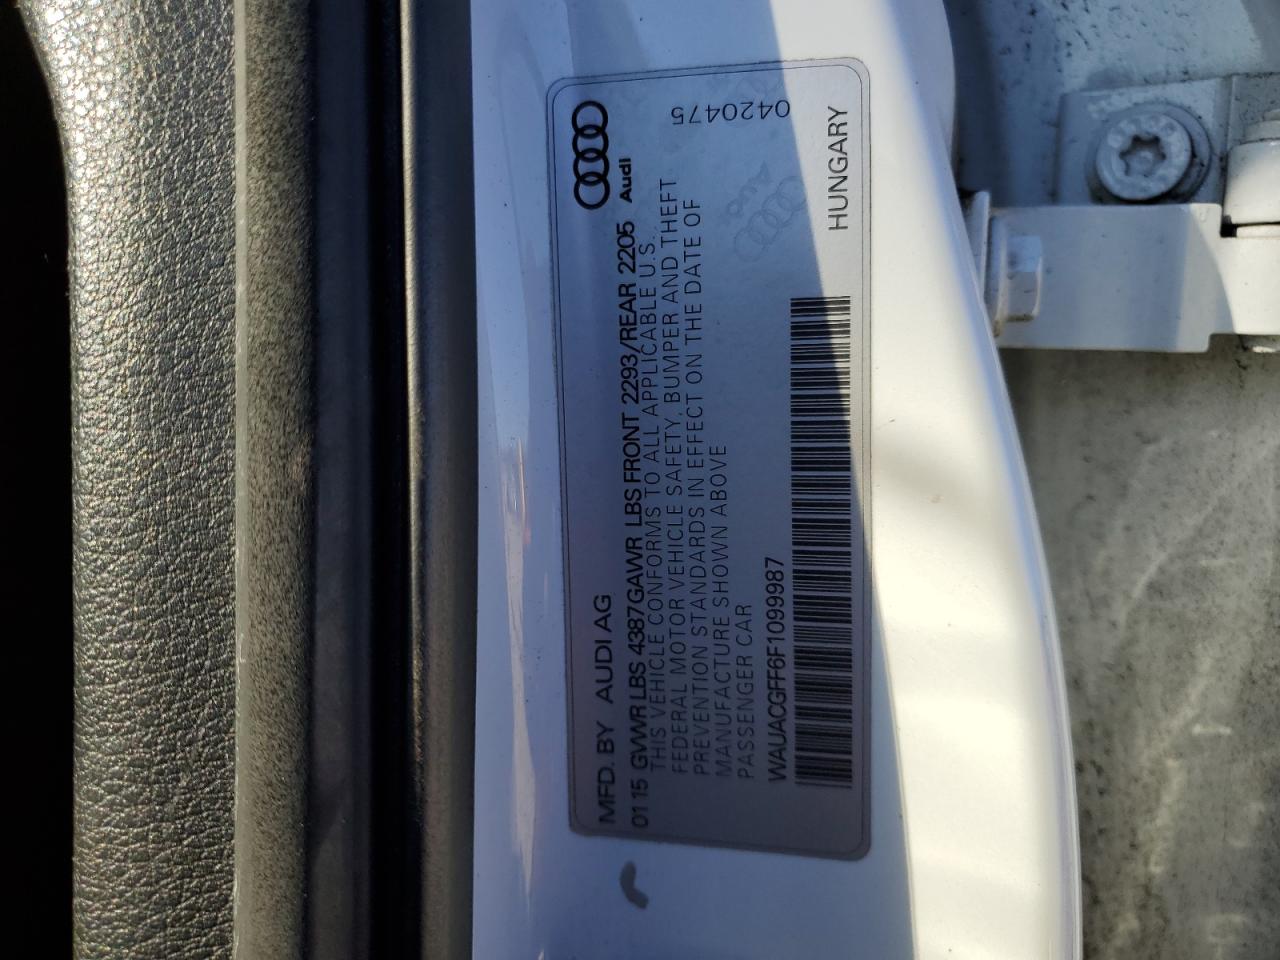 MFD. BY AUDI AG
Audi
01 15 GVWR LBS 4387GAWR LBS FRONT 2293/REAR 2205
THIS VEHICLE CONFORMS TO ALL APPLICABLE U.S.
FEDERAL MOTOR VEHICLE SAFETY, BUMPER AND THEFT
PREVENTION STANDARDS IN EFFECT ON THE DATE OF
MANUFACTURE SHOWN ABOVE
PASSENGER CAR
WAUACGFF6F1099987
HUNGARY
0420475